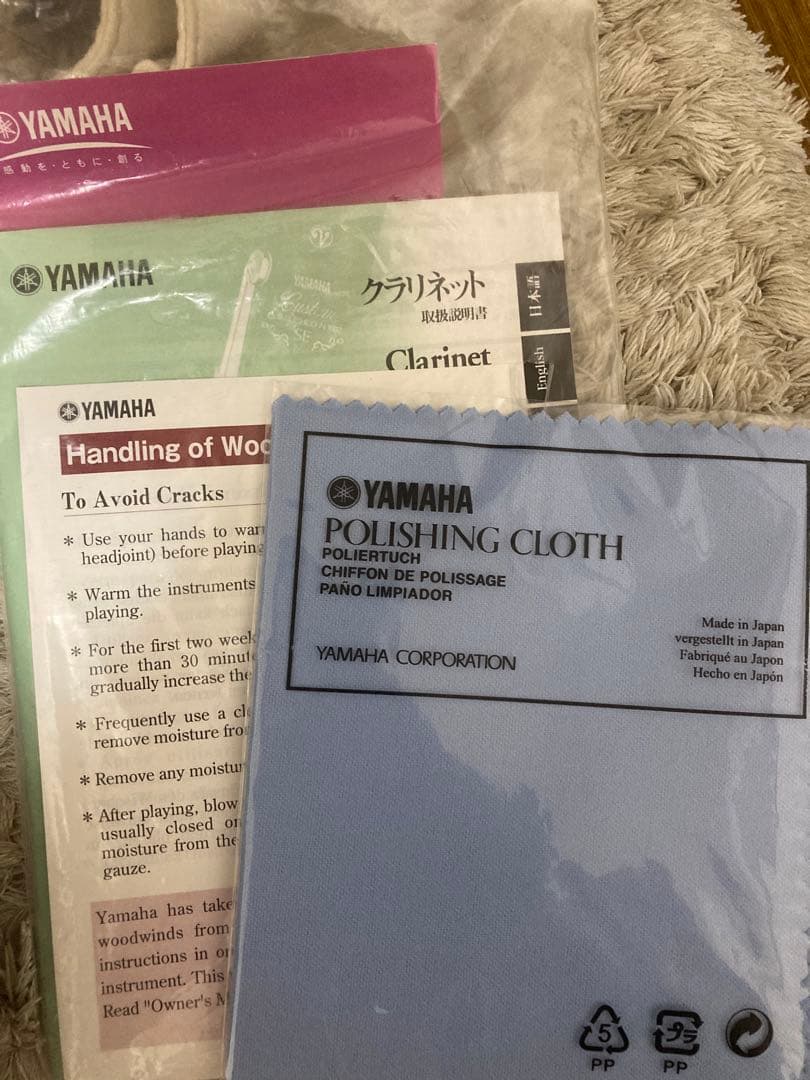 YAMAHA
感動を・ともに・創る
YAMAHA
クラリネット
取扱説明書
日本語
Clarinet
English
YAMAHA
Custom
YAMAHA
Handling of Woo
To Avoid Cracks
* Use your hands to war
headjoint) before playing
* Warm the instruments
playing.
* For the first two week
more than 30 minut
gradually increase the
* Frequently use a cl
remove moisture fro
* Remove any moistur
* After playing, blow
usually closed or
moisture from the
gauze.
Yamaha has take
woodwinds from
instructions in o
instrument. This
Read "Owner's M
YAMAHA
POLISHING CLOTH
POLIERTUCH
CHIFFON DE POLISSAGE
PAÑO LIMPIADOR
Made in Japan
vergestellt in Japan
Fabriqué au Japon
Hecho en Japón
YAMAHA CORPORATION
5
PP
プラ
PP